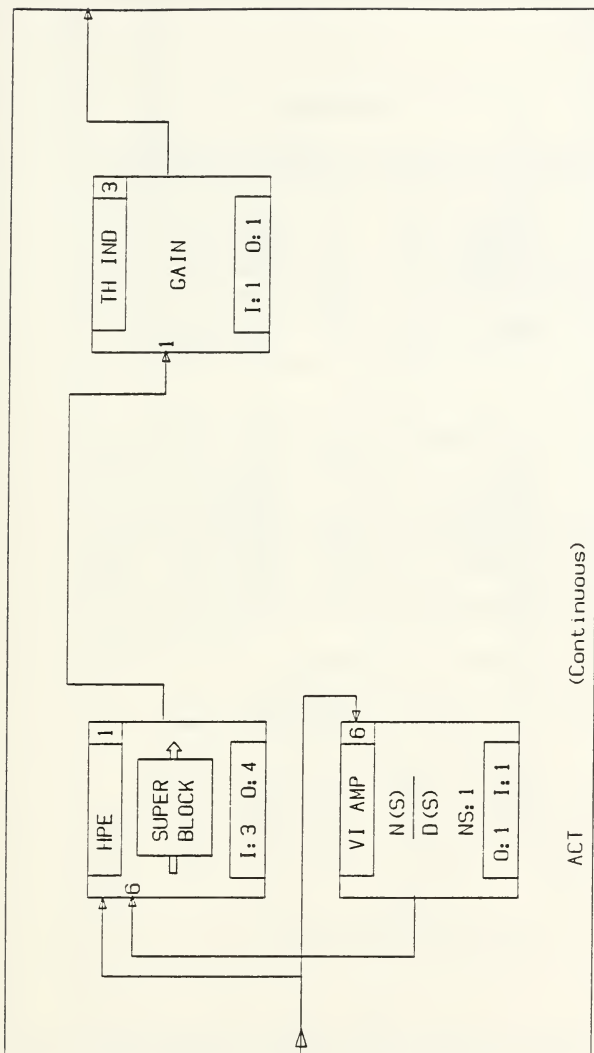 HPE 1
6
SUPER
BLOCK
I: 3 O: 4
VI AMP 6
N(S)
D(S)
NS: 1
O: 1 I: 1
TH IND 3
1
GAIN
I: 1 O: 1
ACT (Continuous)